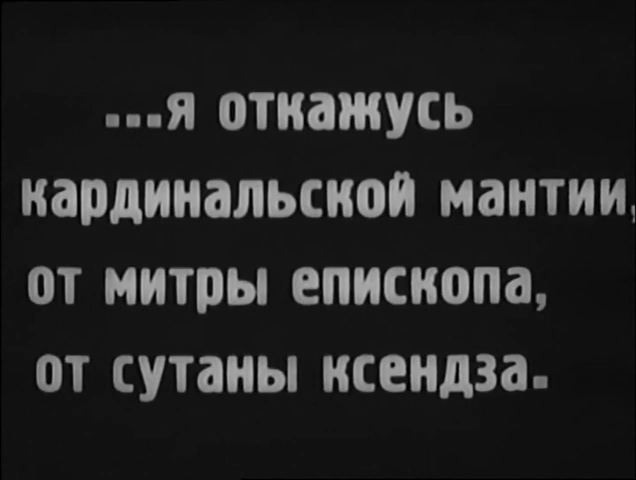 ...я откажусь
кардинальской мантии,
от митры епископа,
от сутаны ксендза.